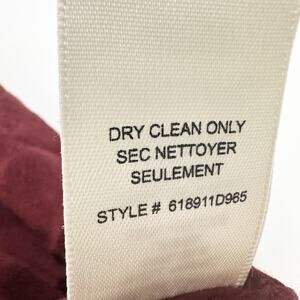 DRY CLEAN ONLY
SEC NETTOYER
SEULEMENT
STYLE # 618911D965